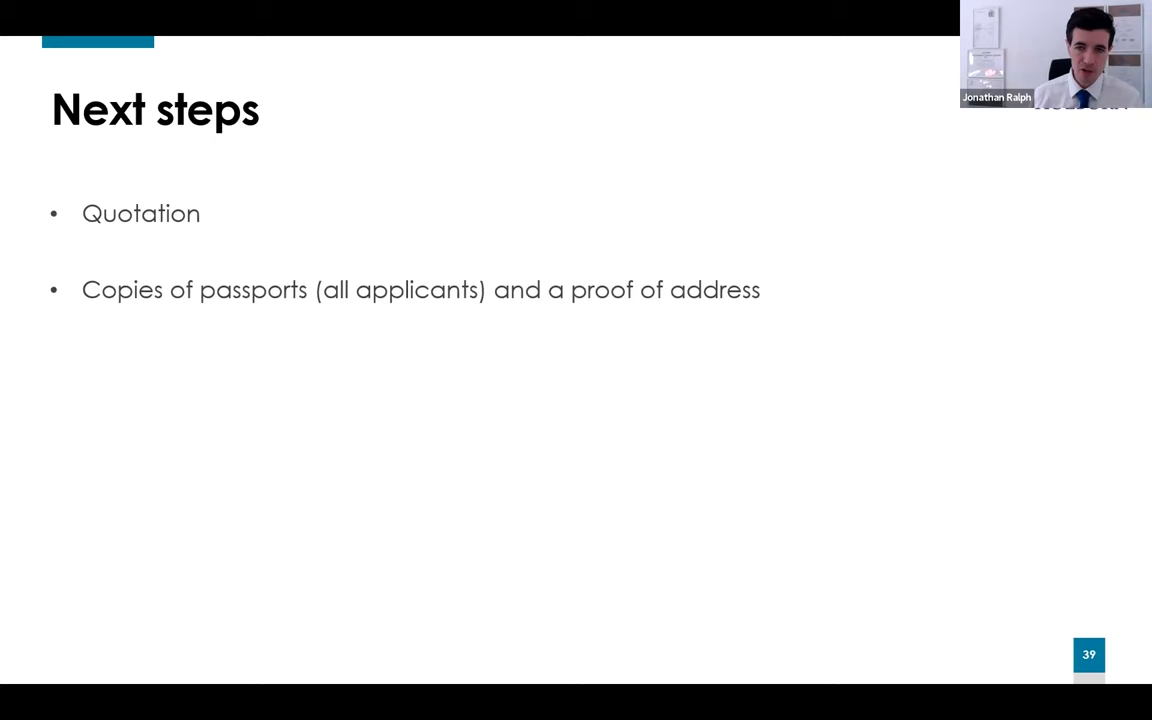 Jonathan Ralph
Next steps
• Quotation
• Copies of passports (all applicants) and a proof of address
39